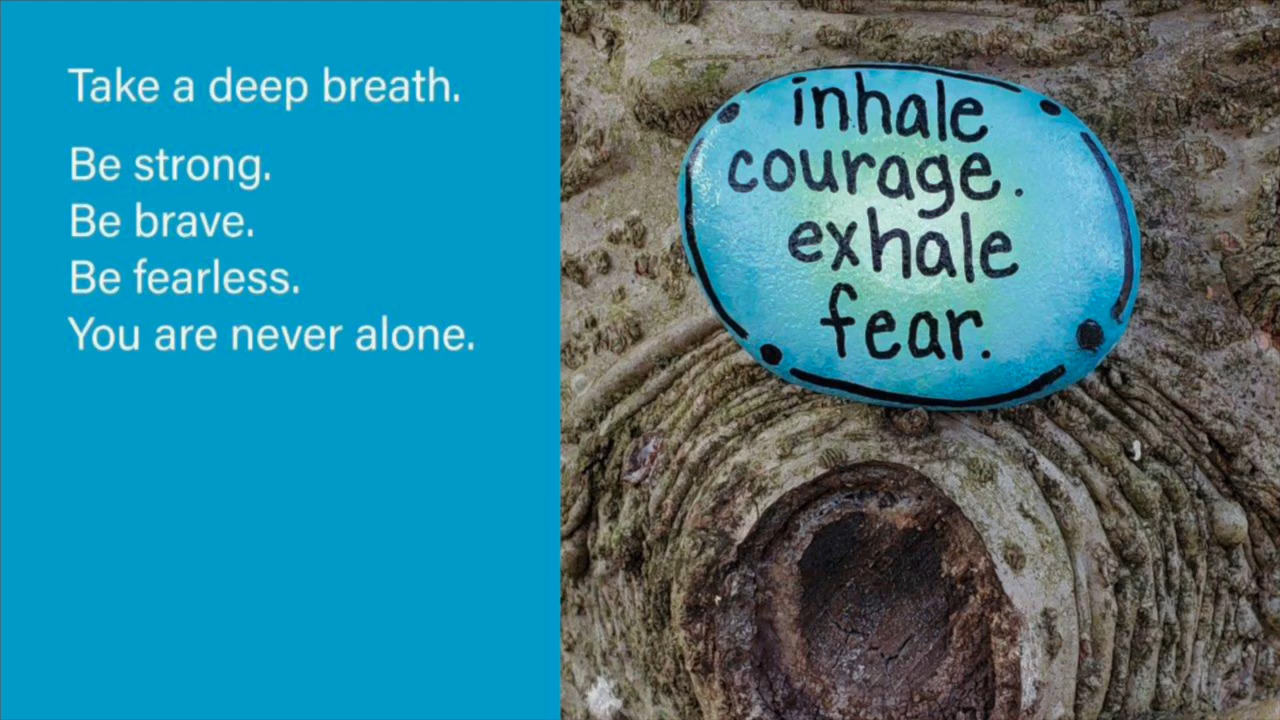 Take a deep breath.
Be strong.
Be brave.
Be fearless.
You are never alone.
inhale
courage.
exhale
fear.